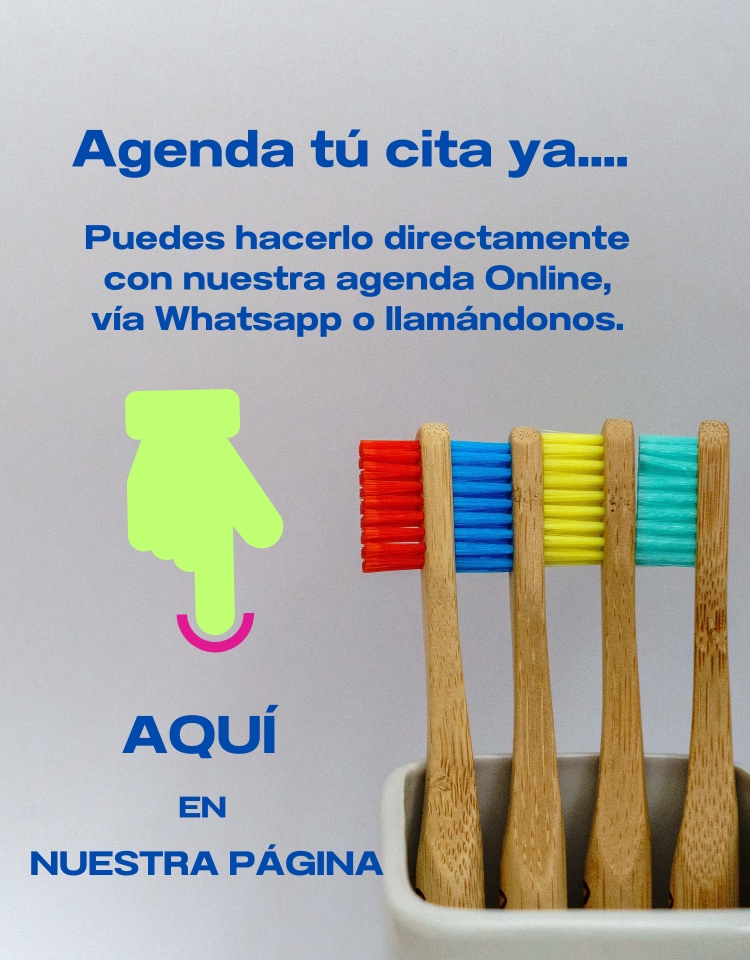 Agenda tú cita ya....
Puedes hacerlo directamente
con nuestra agenda Online,
vía Whatsapp o llamándonos.
AQUÍ
EN
NUESTRA PÁGINA